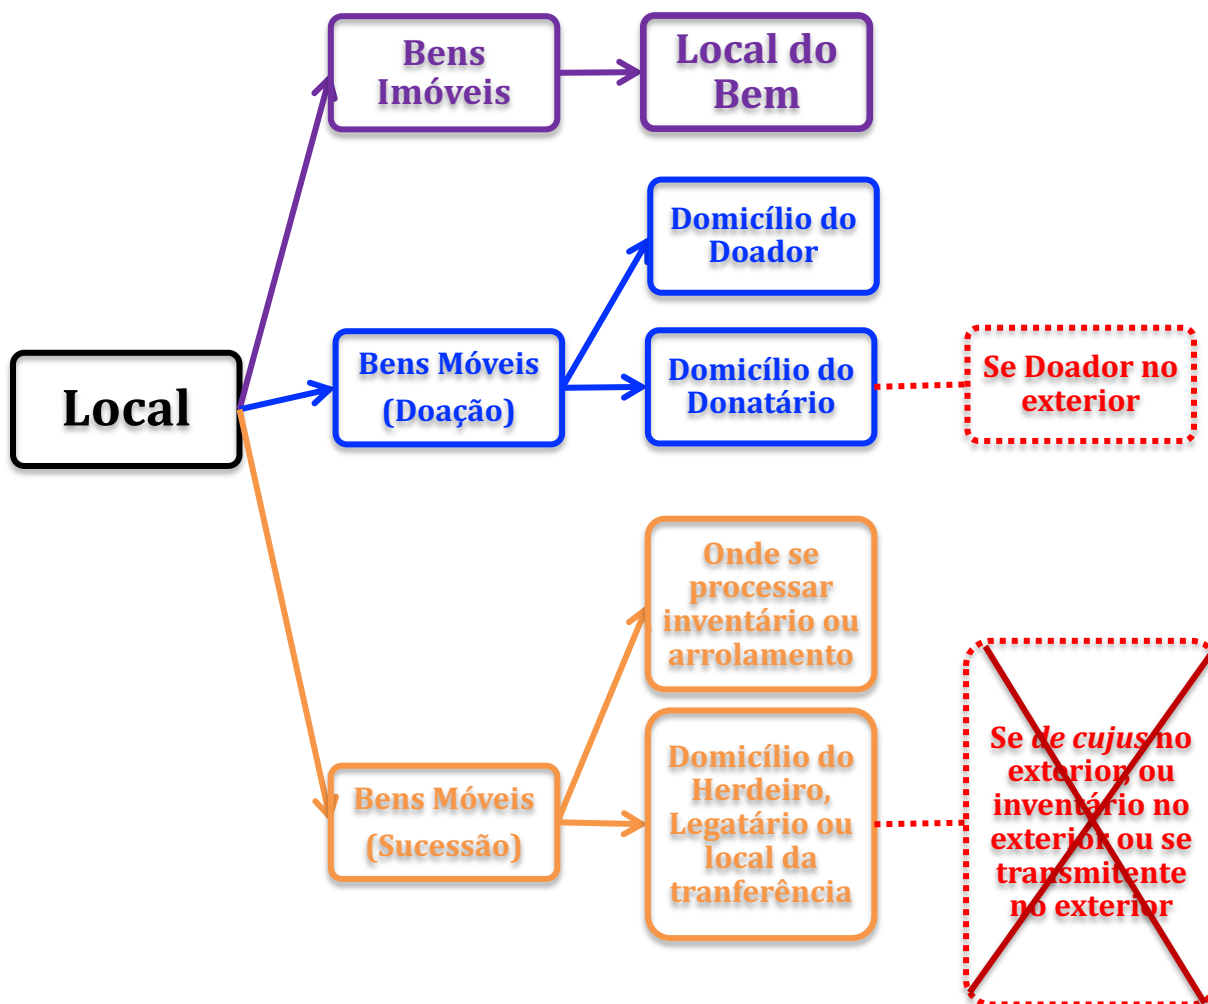 Bens
Imóveis
Local do
Bem
Domicílio do
Doador
Local
Bens Móveis
(Doação)
Domicílio do
Donatário
Se Doador no
exterior
Onde se
processar
inventário ou
arrolamento
Bens Móveis
(Sucessão)
Domicílio do
Herdeiro,
Legatário ou
local da
tranferência
Se de cujus no
exterior, ou
inventário no
exterior ou se
transmitente
no exterior